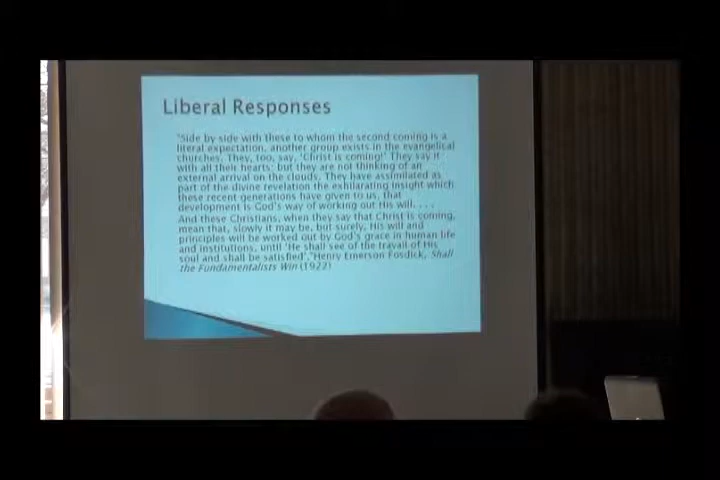 Liberal Responses
"Side by side with these to whom the second coming is a
literal expectation, another group exists in the evangelical
churches. They, too, say, 'Christ is coming!' They say it
with all their hearts; but they are not thinking of an
external arrival on the clouds. They have assimilated as
part of the divine revelation the exhilarating insight which
these recent generations have given to us, that
development is God's way of working out His will. . . .
And these Christians, when they say that Christ is coming,
mean that, slowly it may be, but surely, His will and
principles will be worked out by God's grace in human life
and institutions, until 'He shall see of the travail of His
soul and shall be satisfied'."Henry Emerson Fosdick, Shall
the Fundamentalists Win (1922)